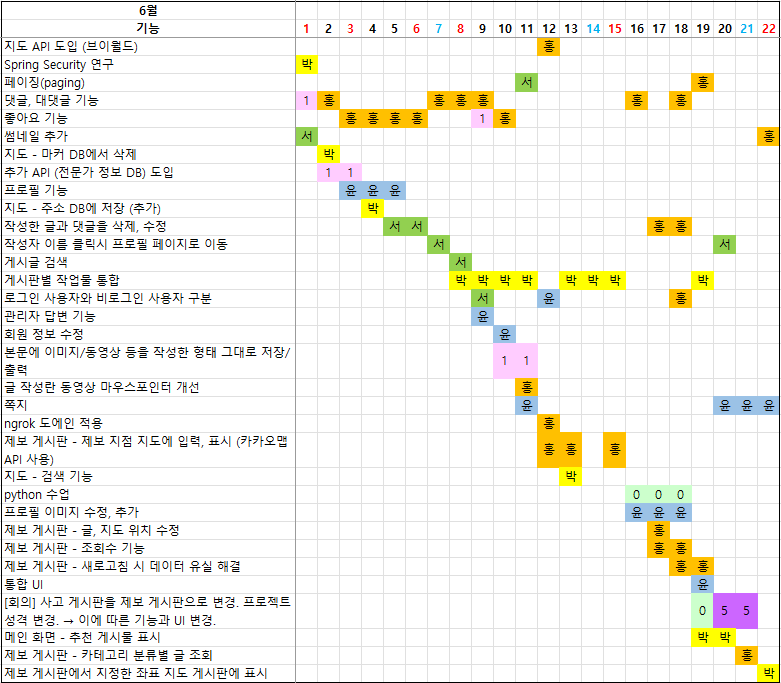 6월
기능 1 2 3 4 5 6 7 8 9 10 11 12 13 14 15 16 17 18 19 20 21 22
지도 API 도입 (브이월드) 홍
Spring Security 연구 박
페이징(paging) 서 홍
댓글, 대댓글 기능 1 홍 홍 홍 홍 홍 홍
좋아요 기능 홍 홍 홍 홍 1 홍
썸네일 추가 서 홍
지도 - 마커 DB에서 삭제 박
추가 API (전문가 정보 DB) 도입 1 1
프로필 기능 윤 윤 윤
지도 - 주소 DB에 저장 (추가) 박
작성한 글과 댓글을 삭제, 수정 서 서 홍 홍
작성자 이름 클릭시 프로필 페이지로 이동 서 서
게시글 검색 서
게시판별 작업물 통합 박 박 박 박 박 박 박 박
로그인 사용자와 비로그인 사용자 구분 서 윤 홍
관리자 답변 기능 윤
회원 정보 수정 윤
본문에 이미지/동영상 등을 작성한 형태 그대로 저장/
출력 1 1
글 작성란 동영상 마우스포인터 개선 홍
쪽지 윤 윤 윤 윤
ngrok 도에인 적용 홍
제보 게시판 - 제보 지점 지도에 입력, 표시 (카카오맵
API 사용) 홍 홍 홍
지도 - 검색 기능 박
python 수업 0 0 0
프로필 이미지 수정, 추가 윤 윤 윤
제보 게시판 - 글, 지도 위치 수정 홍
제보 게시판 - 조회수 기능 홍 홍
제보 게시판 - 새로고침 시 데이터 유실 해결 홍 홍
통합 UI 윤
[회의] 사고 게시판을 제보 게시판으로 변경. 프로젝트
성격 변경. → 이에 따른 기능과 UI 변경. 0 5 5
메인 화면 - 추천 게시물 표시 박 박
제보 게시판 - 카테고리 분류별 글 조회 홍
제보 게시판에서 지정한 좌표 지도 게시판에 표시 박